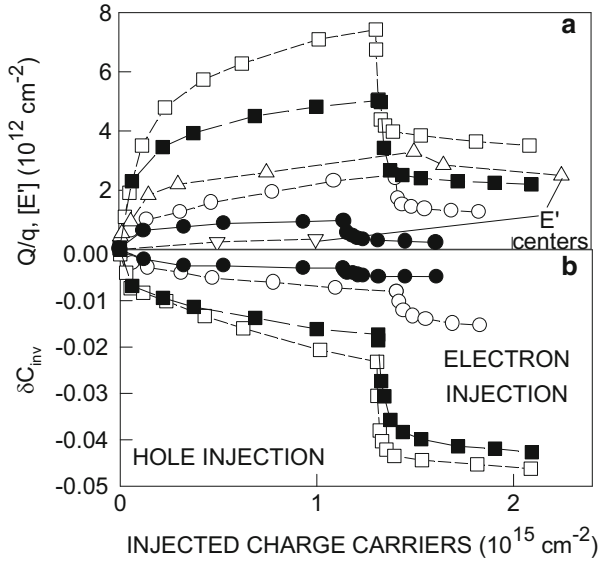 a
Q/q, [E'] (10¹² cm⁻²)
8
6
4
2
0.00
E'
centers
b
δC_inv
-0.01
-0.02
-0.03
-0.04
-0.05
ELECTRON
INJECTION
HOLE INJECTION
0 1 2
INJECTED CHARGE CARRIERS (10¹⁵ cm⁻²)